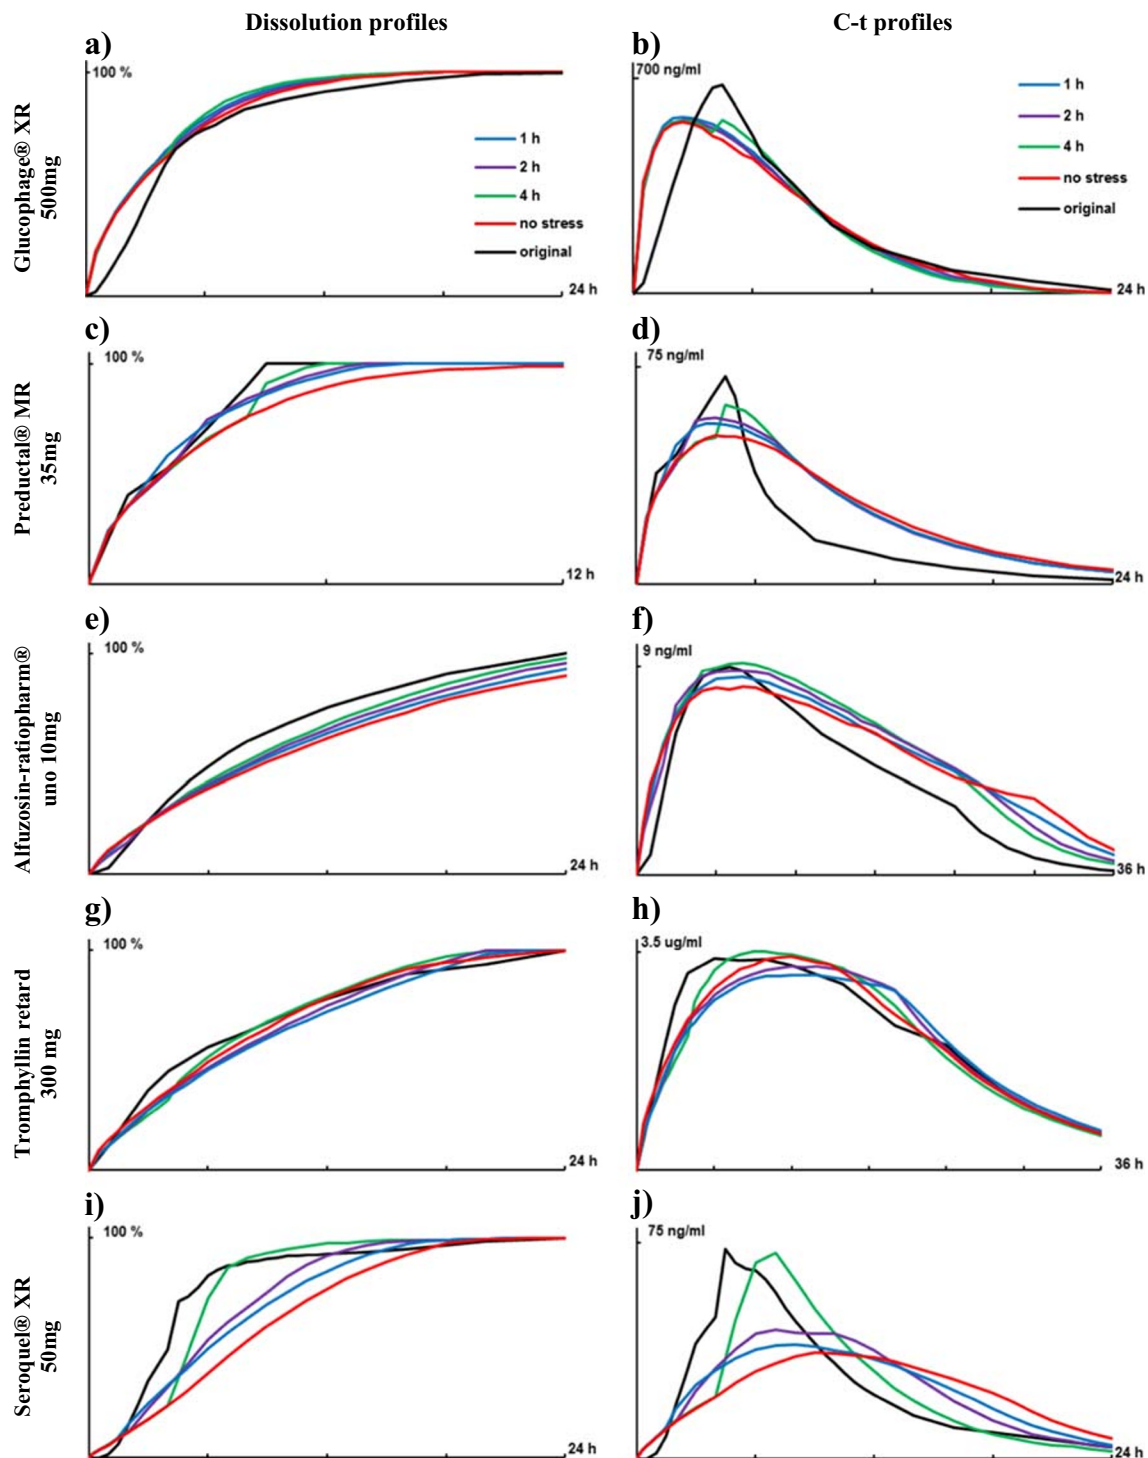 Dissolution profiles
C-t profiles
a)
100 %
1 h
2 h
4 h
no stress
original
24 h
b)
700 ng/ml
1 h
2 h
4 h
no stress
original
24 h
Glucophage® XR
500mg
c)
100 %
12 h
d)
75 ng/ml
24 h
Preductal® MR
35mg
e)
100 %
24 h
f)
9 ng/ml
36 h
Alfuzosin-ratiopharm®
uno 10mg
g)
100 %
24 h
h)
3.5 ug/ml
36 h
Tromphyllin retard
300 mg
i)
100 %
24 h
j)
75 ng/ml
24 h
Seroquel® XR
50mg